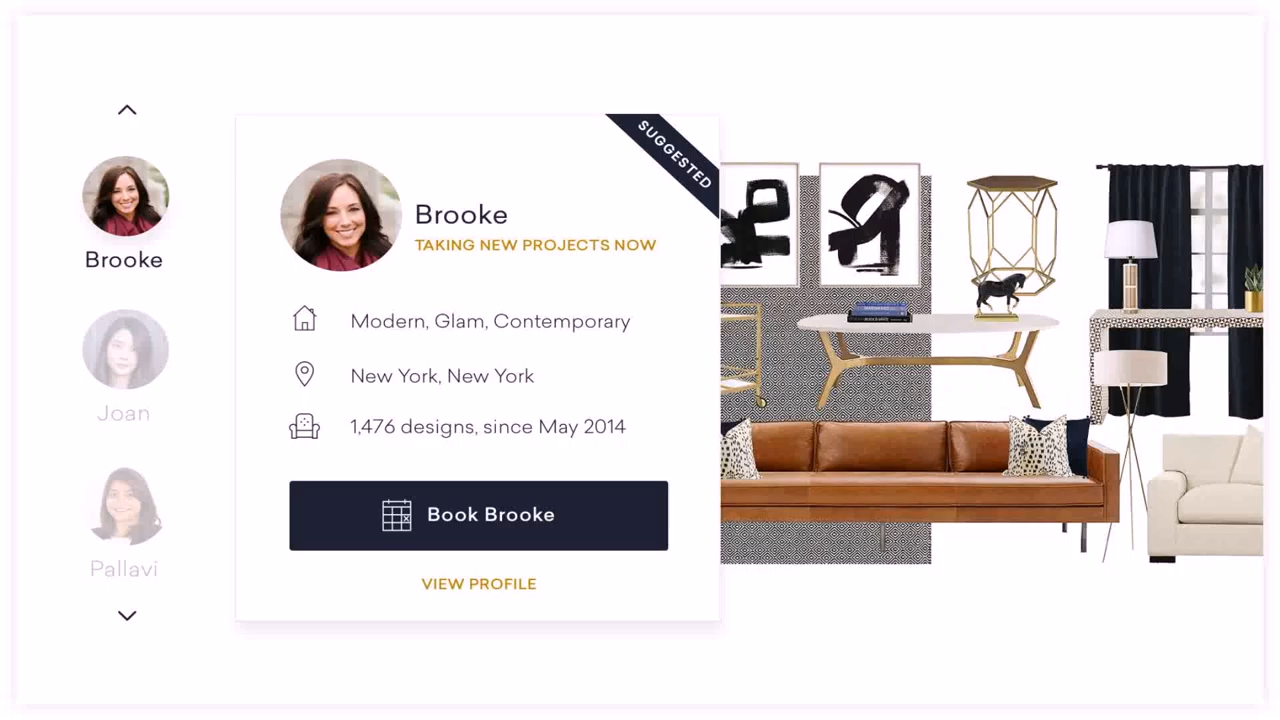 Brooke
Joan
Pallavi
SUGGESTED
Brooke
TAKING NEW PROJECTS NOW
Modern, Glam, Contemporary
New York, New York
1,476 designs, since May 2014
Book Brooke
VIEW PROFILE